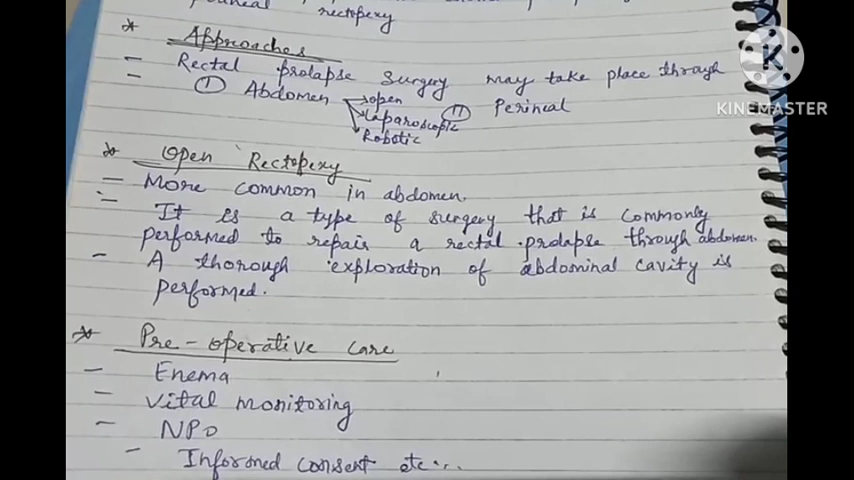 rectopexy
* Approaches
- Rectal prolapse surgery may take place through
- ① Abdomen → open ⑪ Perineal
→ Laparoscopic
→ Robotic
* Open Rectopexy
- More common in abdomen.
- It is a type of surgery that is commonly
performed to repair a rectal prolapse through abdomen.
- A thorough exploration of abdominal cavity is
performed.
* Pre-operative care
- Enema
- Vital monitoring
- NPO
- Informed consent etc...
K
KINEMASTER